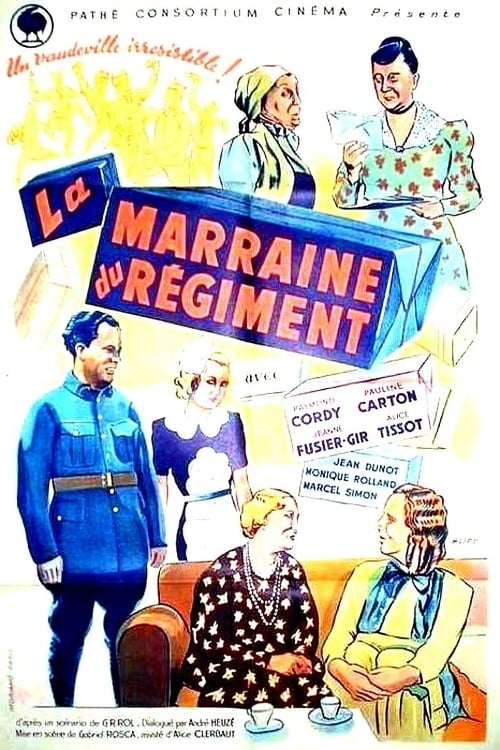 PATHÉ CONSORTIUM CINÉMA Présente
Un vaudeville irresistible!
La
MARRAINE
du RÉGIMENT
avec
RAYMOND
CORDY
PAULINE
CARTON
JEANNE
FUSIER-GIR
ALICE
TISSOT
JEAN DUNOT
MONIQUE ROLLAND
MARCEL SIMON
d'après un scénario de G.R.ROL. Dialogué par André HEUZÉ
Mise en scène de Gabriel ROSCA, assisté d'Alice CLERBAUT